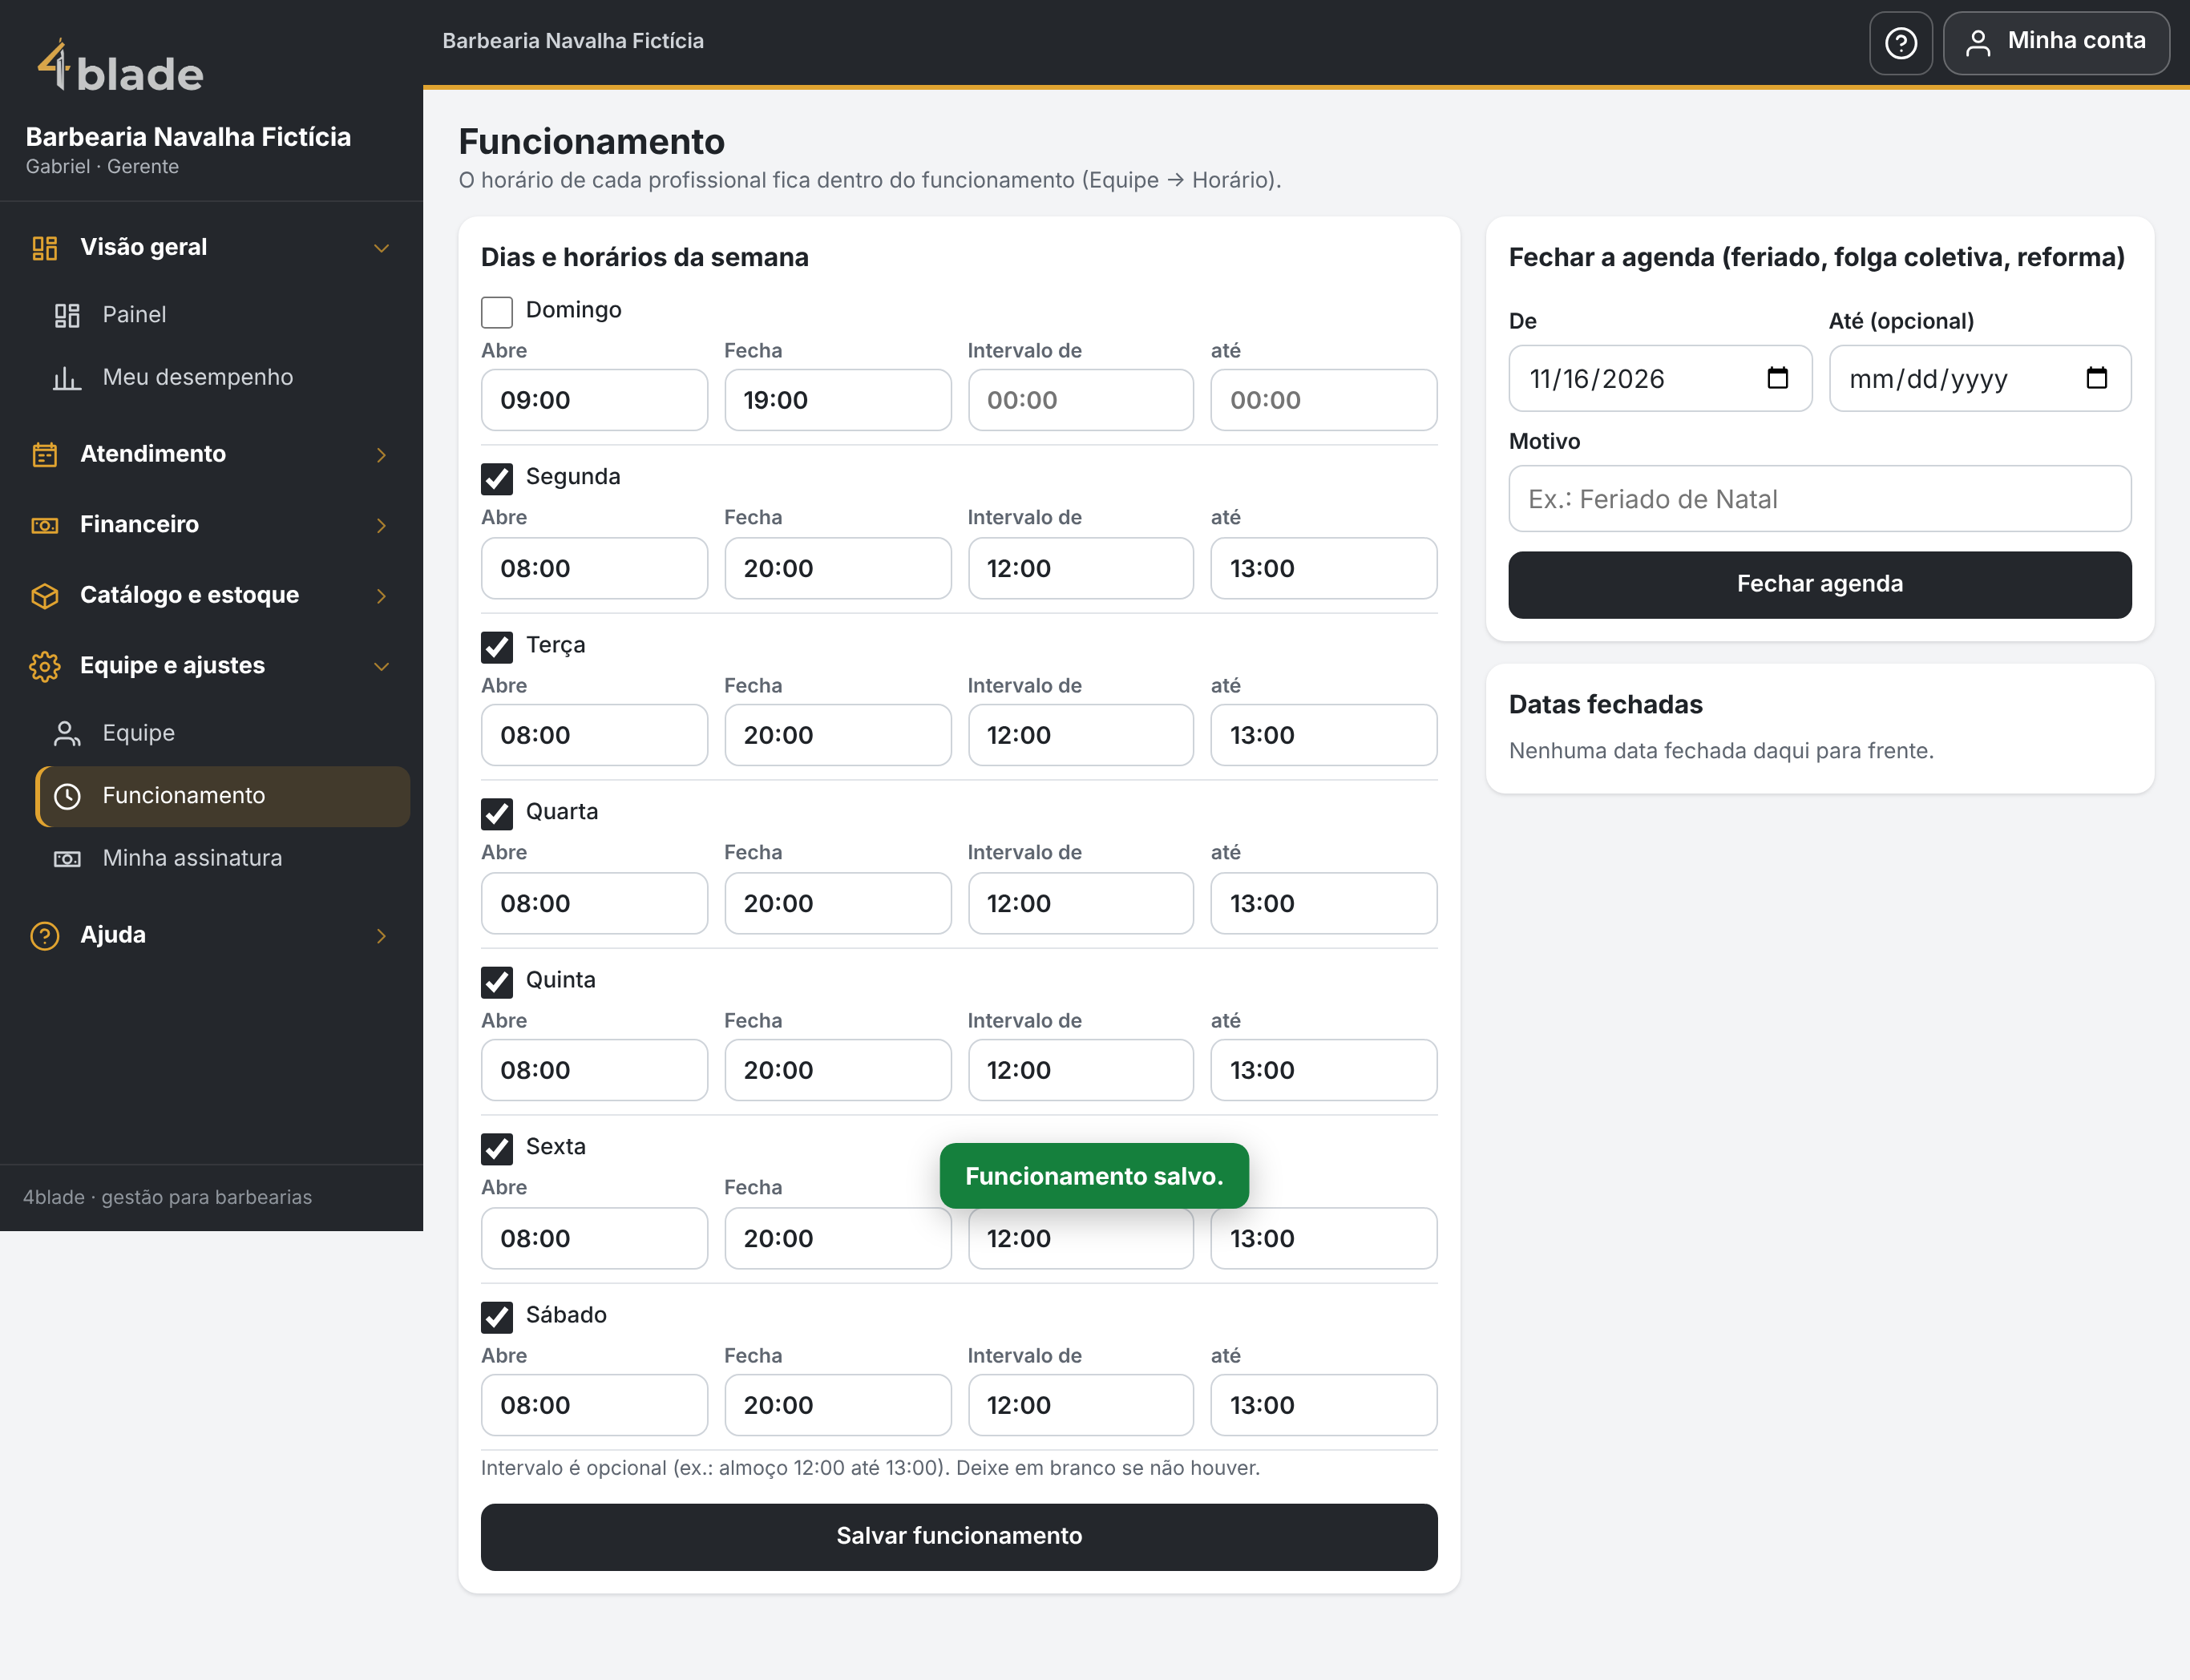 4blade
Barbearia Navalha Fictícia
Gabriel · Gerente
Visão geral
Painel
Meu desempenho
Atendimento
Financeiro
Catálogo e estoque
Equipe e ajustes
Equipe
Funcionamento
Minha assinatura
Ajuda
4blade · gestão para barbearias
Barbearia Navalha Fictícia
Minha conta
Funcionamento
O horário de cada profissional fica dentro do funcionamento (Equipe → Horário).
Dias e horários da semana
Domingo
Abre Fecha Intervalo de até
09:00 19:00 00:00 00:00
Segunda
Abre Fecha Intervalo de até
08:00 20:00 12:00 13:00
Terça
Abre Fecha Intervalo de até
08:00 20:00 12:00 13:00
Quarta
Abre Fecha Intervalo de até
08:00 20:00 12:00 13:00
Quinta
Abre Fecha Intervalo de até
08:00 20:00 12:00 13:00
Sexta
Abre Fecha
Funcionamento salvo.
08:00 20:00 12:00 13:00
Sábado
Abre Fecha Intervalo de até
08:00 20:00 12:00 13:00
Intervalo é opcional (ex.: almoço 12:00 até 13:00). Deixe em branco se não houver.
Salvar funcionamento
Fechar a agenda (feriado, folga coletiva, reforma)
De Até (opcional)
11/16/2026 mm/dd/yyyy
Motivo
Ex.: Feriado de Natal
Fechar agenda
Datas fechadas
Nenhuma data fechada daqui para frente.